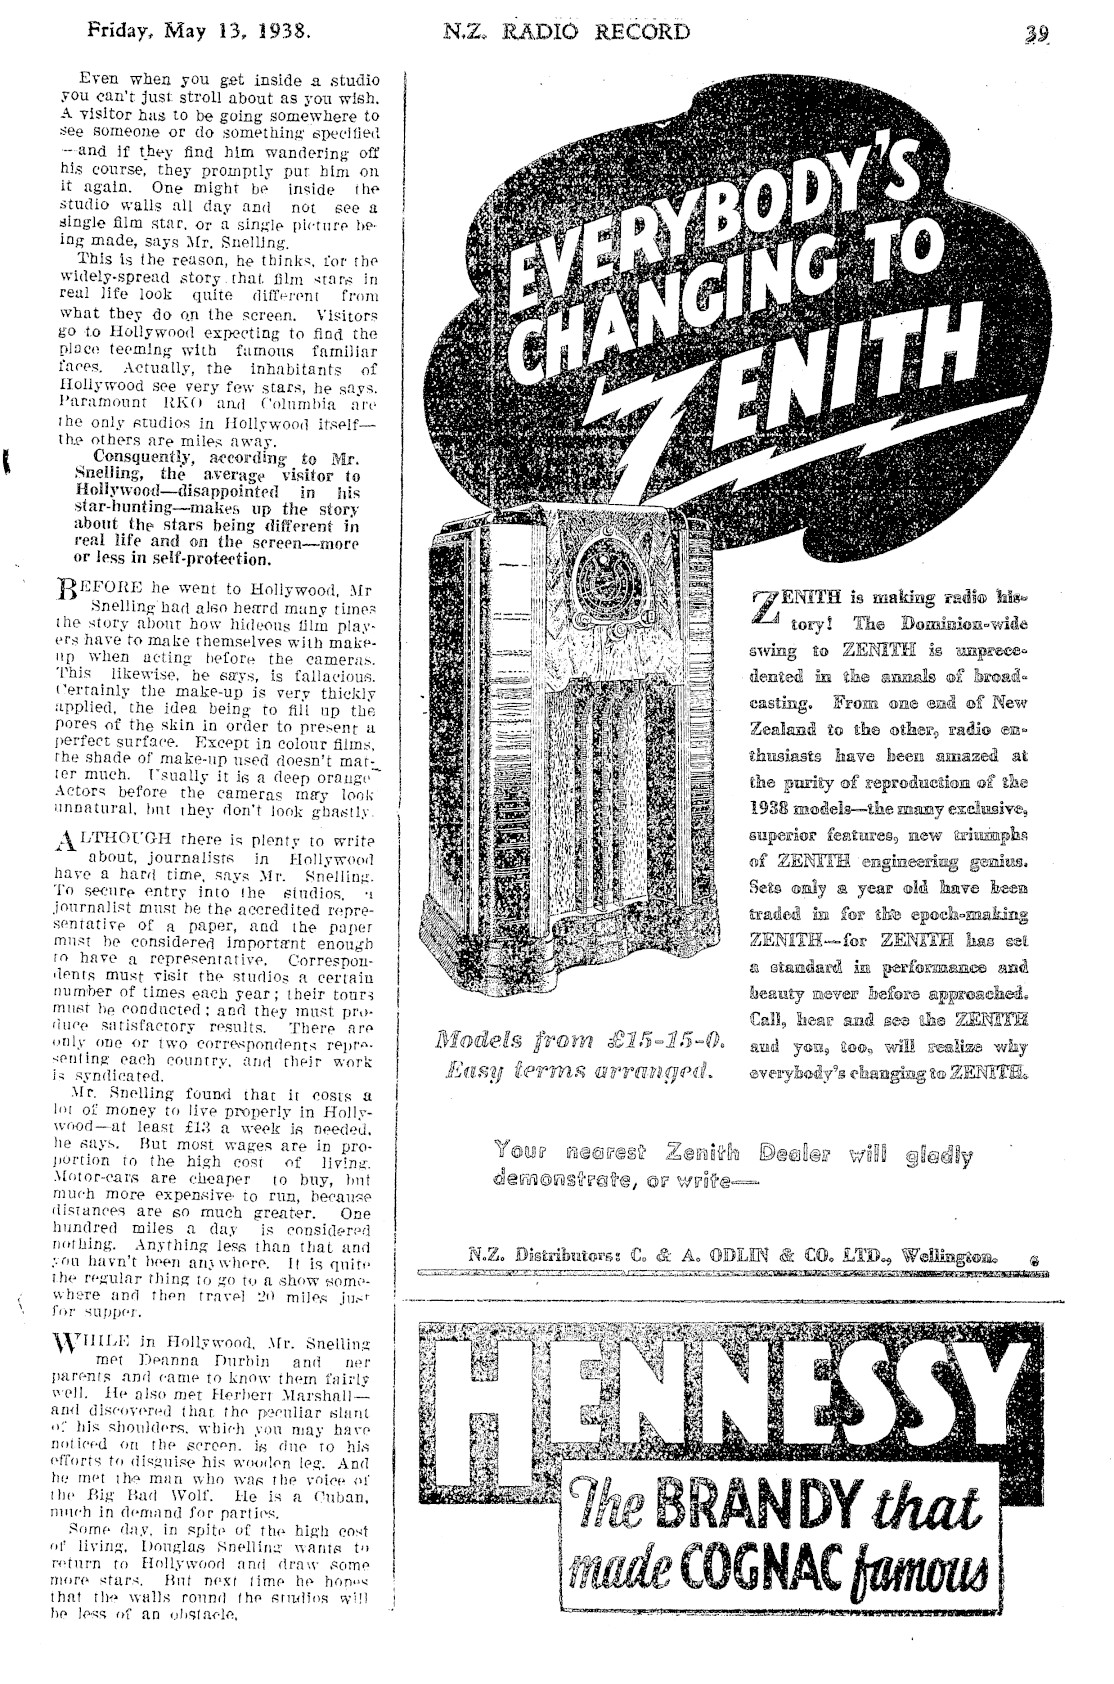 Friday, May 13, 1938.
N.Z. RADIO RECORD
39
Even when you get inside a studio
you can't just stroll about as you wish.
A visitor has to be going somewhere to
see someone or do something specified
—and if they find him wandering off
his course, they promptly put him on
it again. One might be inside the
studio walls all day and not see a
single film star, or a single picture be-
ing made, says Mr. Snelling.
This is the reason, he thinks, for the
widely-spread story that film stars in
real life look quite different from
what they do on the screen. Visitors
go to Hollywood expecting to find the
place teeming with famous familiar
faces. Actually, the inhabitants of
Hollywood see very few stars, he says.
Paramount RKO and Columbia are
the only studios in Hollywood itself—
the others are miles away.
Consquently, according to Mr.
Snelling, the average visitor to
Hollywood—disappointed in his
star-hunting—makes up the story
about the stars being different in
real life and on the screen—more
or less in self-protection.
BEFORE he went to Hollywood, Mr
Snelling had also heard many times
the story about how hideous film play-
ers have to make themselves with make-
up when acting before the cameras.
This likewise, he says, is fallacious.
Certainly the make-up is very thickly
applied, the idea being to fill up the
pores of the skin in order to present a
perfect surface. Except in colour films,
the shade of make-up used doesn't mat-
ter much. Usually it is a deep orange
Actors before the cameras may look
unnatural, but they don't look ghastly.
ALTHOUGH there is plenty to write
about, journalists in Hollywood
have a hard time, says Mr. Snelling.
To secure entry into the studios, a
journalist must be the accredited repre-
sentative of a paper, and the paper
must be considered important enough
to have a representative. Correspon-
dents must visit the studios a certain
number of times each year; their tours
must be conducted; and they must pro-
duce satisfactory results. There are
only one or two correspondents repre-
senting each country, and their work
is syndicated.
Mr. Snelling found that it costs a
lot of money to live properly in Holly-
wood—at least £13 a week is needed,
he says. But most wages are in pro-
portion to the high cost of living.
Motor-cars are cheaper to buy, but
much more expensive to run, because
distances are so much greater. One
hundred miles a day is considered
nothing. Anything less than that and
you havn't been anywhere. It is quite
the regular thing to go to a show some-
where and then travel 20 miles just
for supper.
WHILE in Hollywood, Mr. Snelling
met Deanna Durbin and her
parents and came to know them fairly
well. He also met Herbert Marshall—
and discovered that the peculiar slant
of his shoulders, which you may have
noticed on the screen, is due to his
efforts to disguise his wooden leg. And
he met the man who was the voice of
the Big Bad Wolf. He is a Cuban,
much in demand for parties.
Some day, in spite of the high cost
of living, Douglas Snelling wants to
return to Hollywood and draw some
more stars. But next time he hopes
that the walls round the studios will
be less of an obstacle.
EVERYBODY'S
CHANGING TO
ZENITH
ZENITH is making radio his-
tory! The Dominion-wide
swing to ZENITH is unprece-
dented in the annals of broad-
casting. From one end of New
Zealand to the other, radio en-
thusiasts have been amazed at
the purity of reproduction of the
1938 models—the many exclusive,
superior features, new triumphs
of ZENITH engineering genius.
Sets only a year old have been
traded in for the epoch-making
ZENITH—for ZENITH has set
a standard in performance and
beauty never before approached.
Call, hear and see the ZENITH
and you, too, will realize why
everybody's changing to ZENITH.
Models from £15-15-0.
Easy terms arranged.
Your nearest Zenith Dealer will gladly
demonstrate, or write—
N.Z. Distributors: C. & A. ODLIN & CO. LTD., Wellington. 6
HENNESSY
The BRANDY that
made COGNAC famous